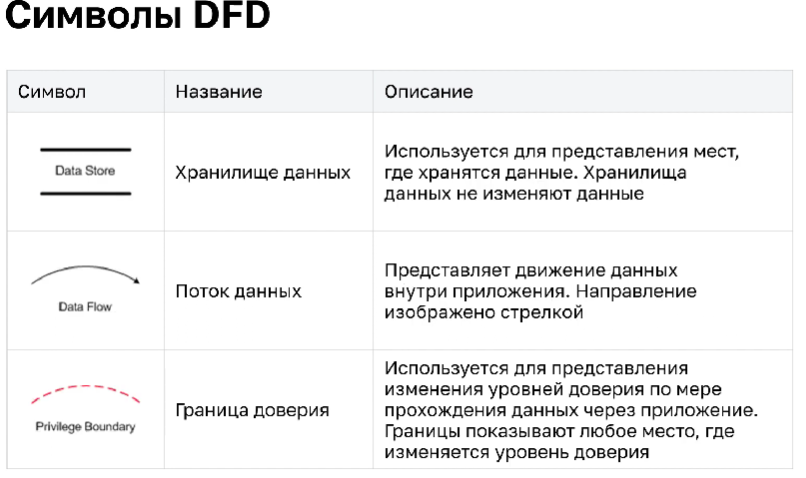 Символы DFD
Символ
Название
Описание
Data Store
Хранилище данных
Используется для представления мест,
где хранятся данные. Хранилища
данных не изменяют данные
Data Flow
Поток данных
Представляет движение данных
внутри приложения. Направление
изображено стрелкой
Privilege Boundary
Граница доверия
Используется для представления
изменения уровней доверия по мере
прохождения данных через приложение.
Границы показывают любое место, где
изменяется уровень доверия